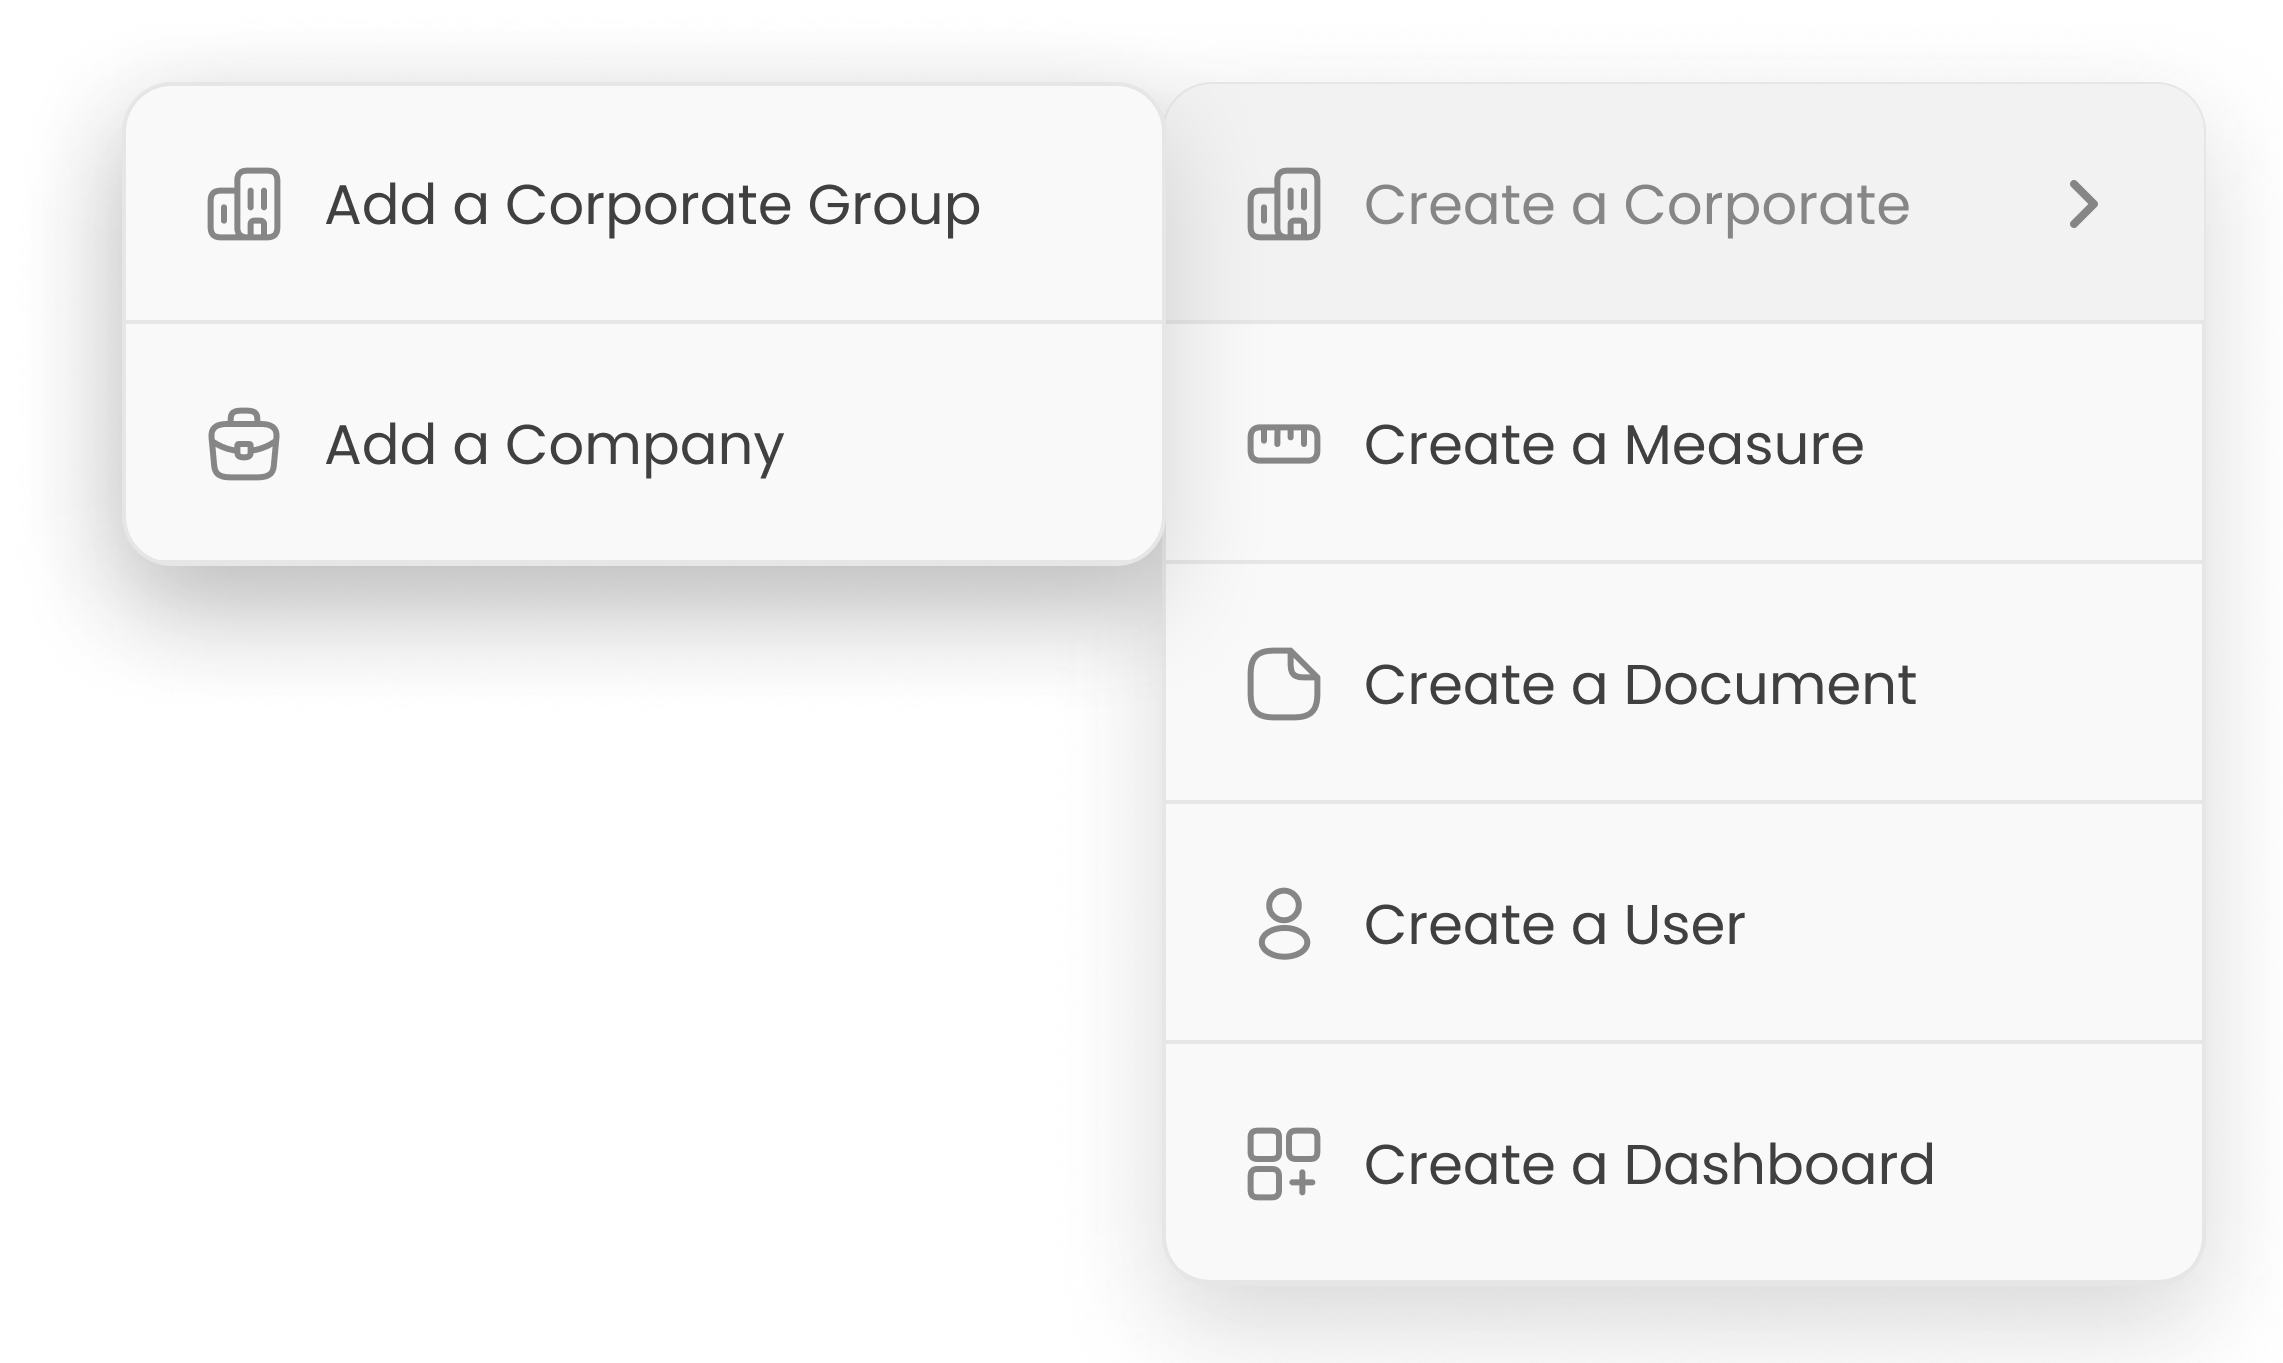 Add a Corporate Group
Add a Company
Create a Corporate
Create a Measure
Create a Document
Create a User
Create a Dashboard